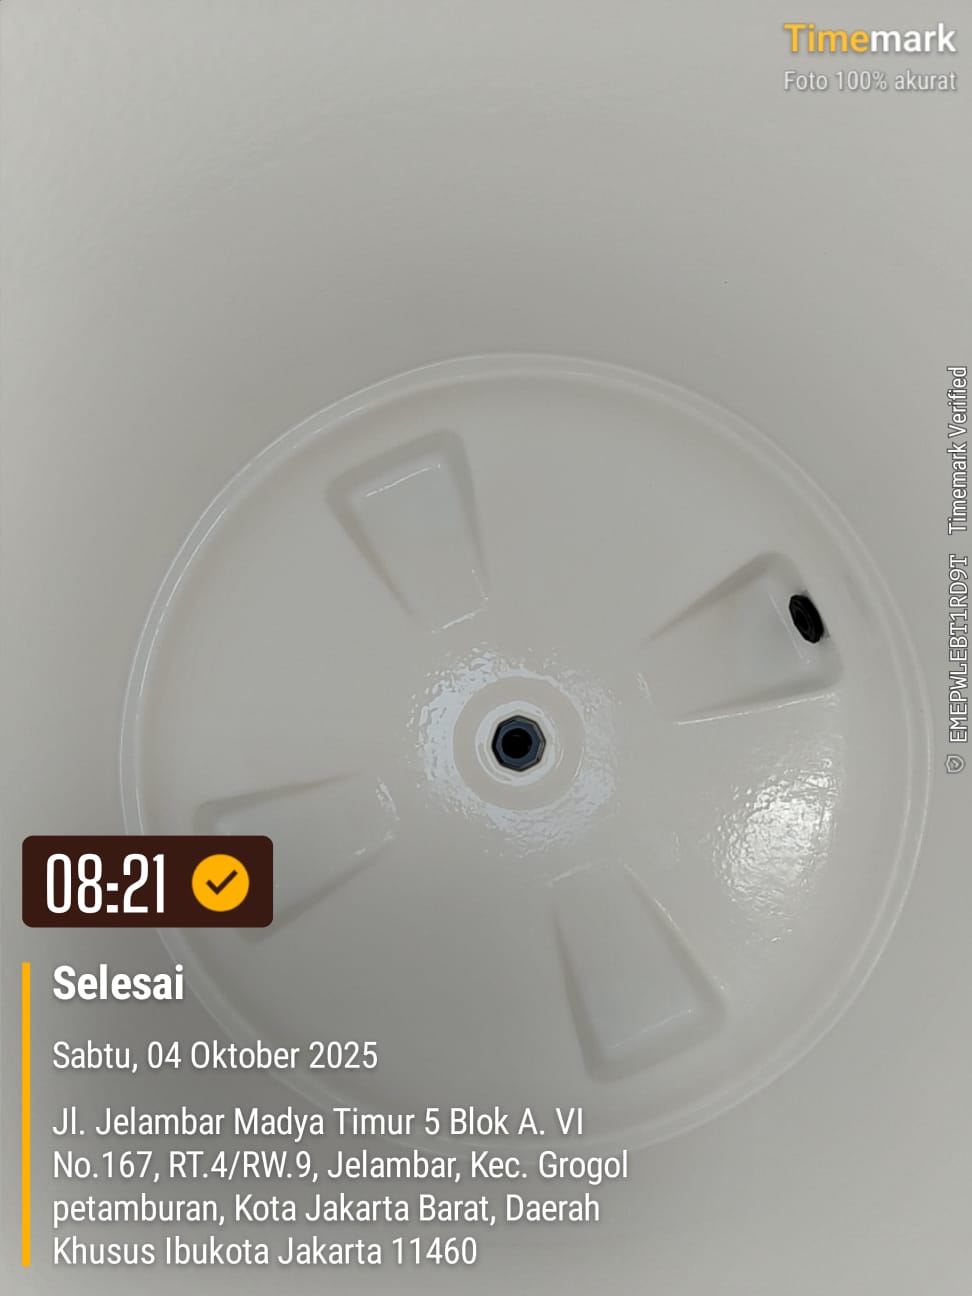 Timemark
Foto 100% akurat
EMEPWLEBT1RD9T Timemark Verified
08:21
Selesai
Sabtu, 04 Oktober 2025
Jl. Jelambar Madya Timur 5 Blok A. VI
No.167, RT.4/RW.9, Jelambar, Kec. Grogol
petamburan, Kota Jakarta Barat, Daerah
Khusus Ibukota Jakarta 11460